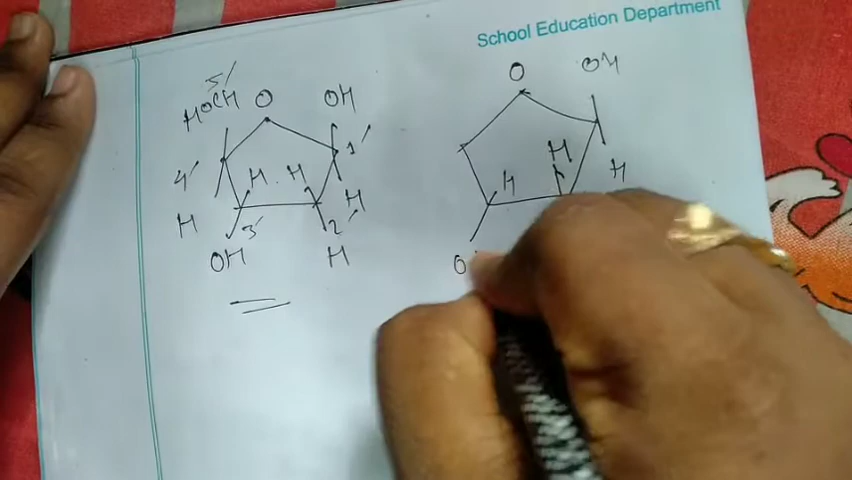 School Education Department
5'
HOCH O OH
1'
4'
H H
H
H
3' 2'
OH H
O OH
H H
H
O